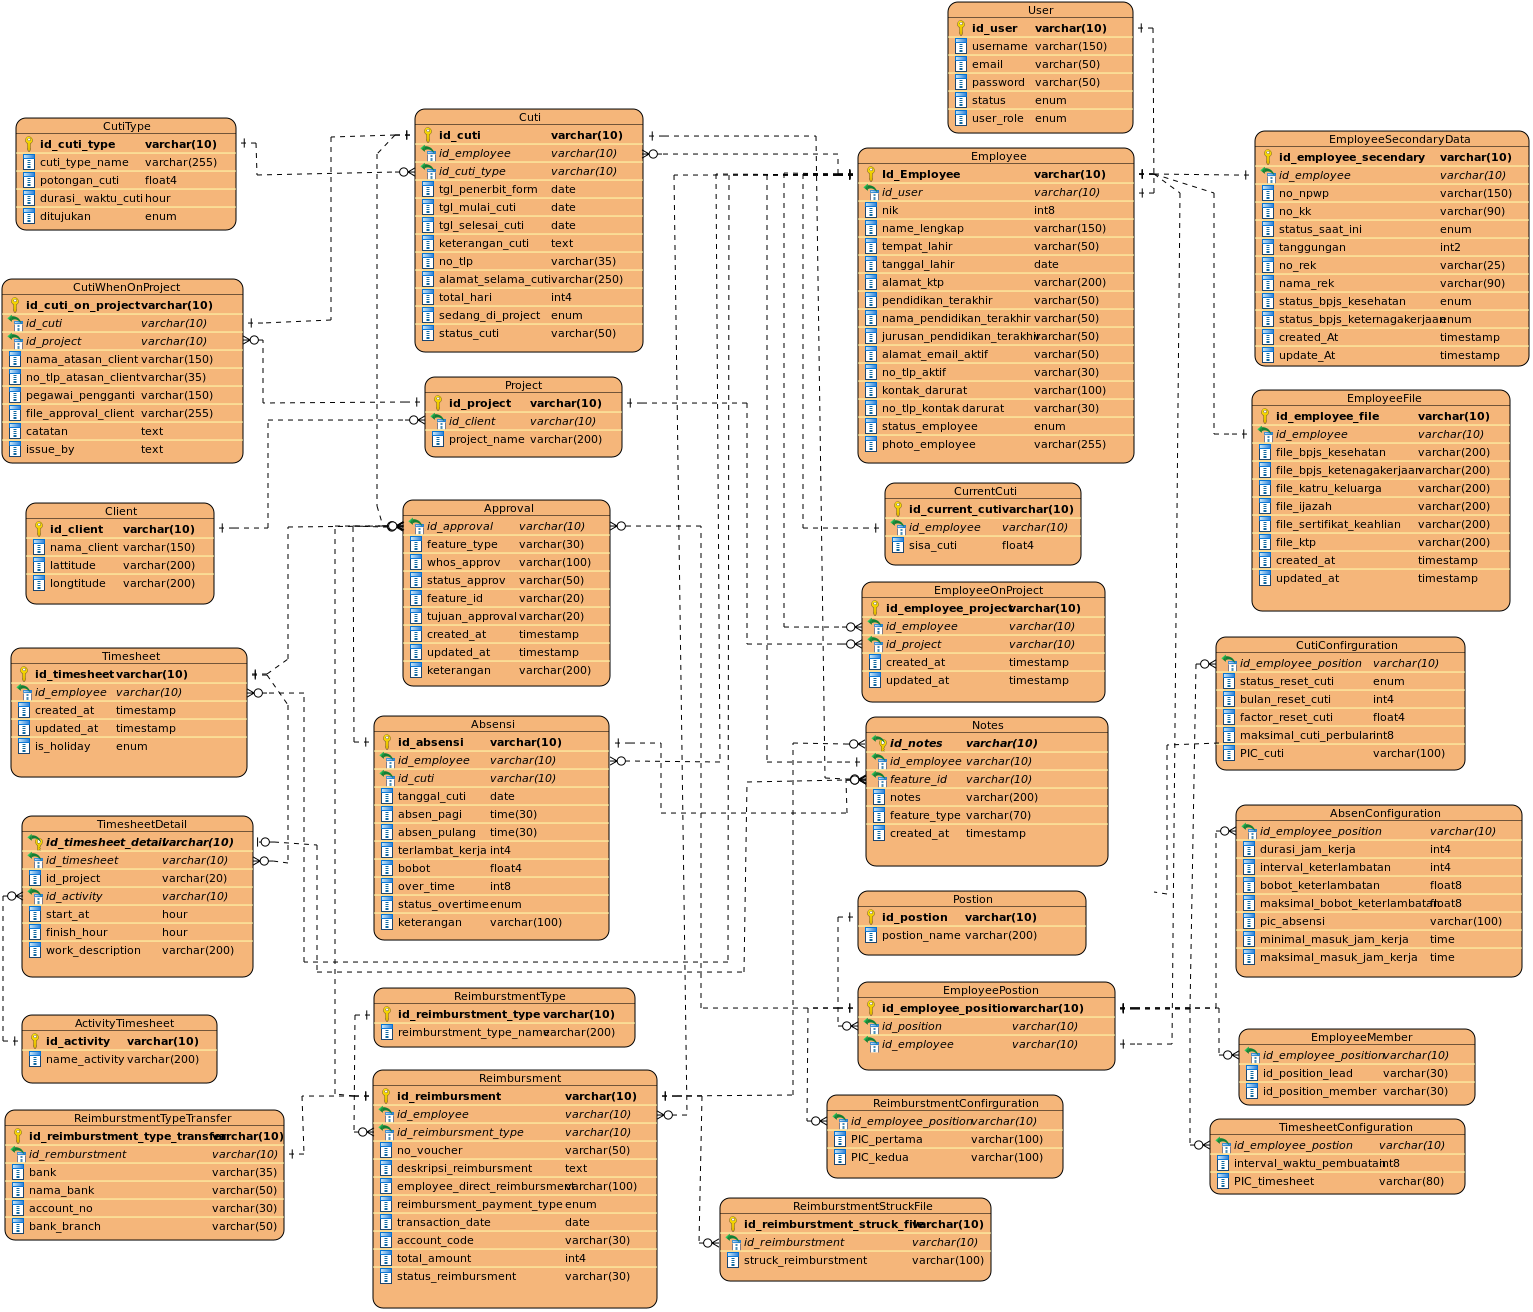 User
id_user varchar(10)
username varchar(150)
email varchar(50)
password varchar(50)
status enum
user_role enum
CutiType
id_cuti_type varchar(10)
cuti_type_name varchar(255)
potongan_cuti float4
durasi_ waktu_cuti hour
ditujukan enum
Cuti
id_cuti varchar(10)
id_employee varchar(10)
id_cuti_type varchar(10)
tgl_penerbit_form date
tgl_mulai_cuti date
tgl_selesai_cuti date
keterangan_cuti text
no_tlp varchar(35)
alamat_selama_cuti varchar(250)
total_hari int4
sedang_di_project enum
status_cuti varchar(50)
Employee
Id_Employee varchar(10)
id_user varchar(10)
nik int8
name_lengkap varchar(150)
tempat_lahir varchar(50)
tanggal_lahir date
alamat_ktp varchar(200)
pendidikan_terakhir varchar(50)
nama_pendidikan_terakhir varchar(50)
jurusan_pendidikan_terakhir varchar(50)
alamat_email_aktif varchar(50)
no_tlp_aktif varchar(30)
kontak_darurat varchar(100)
no_tlp_kontak darurat varchar(30)
status_employee enum
photo_employee varchar(255)
EmployeeSecondaryData
id_employee_secendary varchar(10)
id_employee varchar(10)
no_npwp varchar(150)
no_kk varchar(90)
status_saat_ini enum
tanggungan int2
no_rek varchar(25)
nama_rek varchar(90)
status_bpjs_kesehatan enum
status_bpjs_keternagakerjaan enum
created_At timestamp
update_At timestamp
CutiWhenOnProject
id_cuti_on_project varchar(10)
id_cuti varchar(10)
id_project varchar(10)
nama_atasan_client varchar(150)
no_tlp_atasan_client varchar(35)
pegawai_pengganti varchar(150)
file_approval_client varchar(255)
catatan text
issue_by text
Project
id_project varchar(10)
id_client varchar(10)
project_name varchar(200)
EmployeeFile
id_employee_file varchar(10)
id_employee varchar(10)
file_bpjs_kesehatan varchar(200)
file_bpjs_ketenagakerjaan varchar(200)
file_katru_keluarga varchar(200)
file_ijazah varchar(200)
file_sertifikat_keahlian varchar(200)
file_ktp varchar(200)
created_at timestamp
updated_at timestamp
Client
id_client varchar(10)
nama_client varchar(150)
lattitude varchar(200)
longtitude varchar(200)
Approval
id_approval varchar(10)
feature_type varchar(30)
whos_approv varchar(100)
status_approv varchar(50)
feature_id varchar(20)
tujuan_approval varchar(20)
created_at timestamp
updated_at timestamp
keterangan varchar(200)
CurrentCuti
id_current_cuti varchar(10)
id_employee varchar(10)
sisa_cuti float4
EmployeeOnProject
id_employee_project varchar(10)
id_employee varchar(10)
id_project varchar(10)
created_at timestamp
updated_at timestamp
Timesheet
id_timesheet varchar(10)
id_employee varchar(10)
created_at timestamp
updated_at timestamp
is_holiday enum
CutiConfirguration
id_employee_position varchar(10)
status_reset_cuti enum
bulan_reset_cuti int4
factor_reset_cuti float4
maksimal_cuti_perbulan int8
PIC_cuti varchar(100)
Absensi
id_absensi varchar(10)
id_employee varchar(10)
id_cuti varchar(10)
tanggal_cuti date
absen_pagi time(30)
absen_pulang time(30)
terlambat_kerja int4
bobot float4
over_time int8
status_overtime enum
keterangan varchar(100)
Notes
id_notes varchar(10)
id_employee varchar(10)
feature_id varchar(10)
notes varchar(200)
feature_type varchar(70)
created_at timestamp
TimesheetDetail
id_timesheet_detail varchar(10)
id_timesheet varchar(10)
id_project varchar(20)
id_activity varchar(10)
start_at hour
finish_hour hour
work_description varchar(200)
AbsenConfiguration
id_employee_position varchar(10)
durasi_jam_kerja int4
interval_keterlambatan int4
bobot_keterlambatan float8
maksimal_bobot_keterlambatan float8
pic_absensi varchar(100)
minimal_masuk_jam_kerja time
maksimal_masuk_jam_kerja time
Postion
id_postion varchar(10)
postion_name varchar(200)
ReimburstmentType
id_reimburstment_type varchar(10)
reimburstment_type_name varchar(200)
EmployeePostion
id_employee_position varchar(10)
id_position varchar(10)
id_employee varchar(10)
ActivityTimesheet
id_activity varchar(10)
name_activity varchar(200)
EmployeeMember
id_employee_position varchar(10)
id_position_lead varchar(30)
id_position_member varchar(30)
Reimbursment
id_reimbursment varchar(10)
id_employee varchar(10)
id_reimbursment_type varchar(10)
no_voucher varchar(50)
deskripsi_reimbursment text
employee_direct_reimbursment varchar(100)
reimbursment_payment_type enum
transaction_date date
account_code varchar(30)
total_amount int4
status_reimbursment varchar(30)
ReimburstmentConfirguration
id_employee_position varchar(10)
PIC_pertama varchar(100)
PIC_kedua varchar(100)
ReimburstmentTypeTransfer
id_reimburstment_type_transfer varchar(10)
id_remburstment varchar(10)
bank varchar(35)
nama_bank varchar(50)
account_no varchar(30)
bank_branch varchar(50)
TimesheetConfiguration
id_employee_postion varchar(10)
interval_waktu_pembuatan int8
PIC_timesheet varchar(80)
ReimburstmentStruckFile
id_reimburstment_struck_file varchar(10)
id_reimburstment varchar(10)
struck_reimburstment varchar(100)